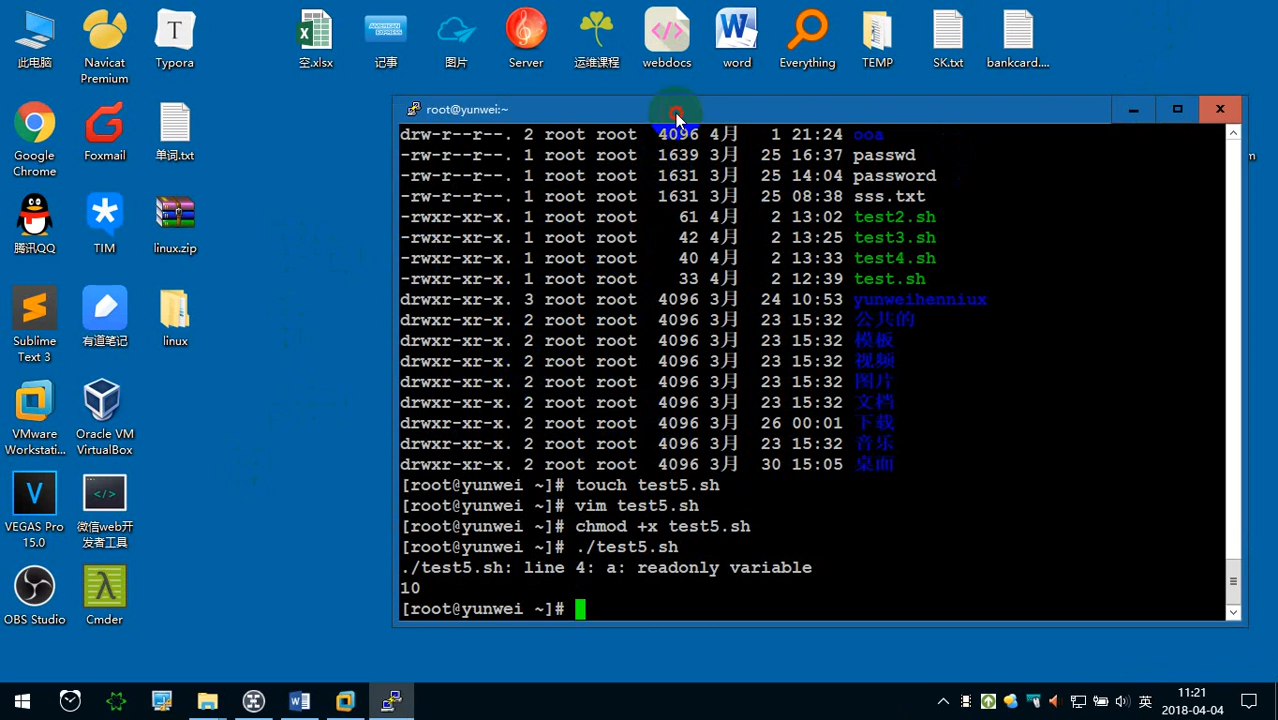 此电脑
Navicat
Premium
Typora
空.xlsx
记事
图片
Server
运维课程
webdocs
word
Everything
TEMP
SK.txt
bankcard....
AMERICAN
EXPRESS
Google
Chrome
Foxmail
单词.txt
腾讯QQ
TIM
linux.zip
Sublime
Text 3
有道笔记
linux
VMware
Workstati...
Oracle VM
VirtualBox
VEGAS Pro
15.0
微信web开
发者工具
OBS Studio
Cmder
root@yunwei:~
drw-r--r--. 2 root root 4096 4月 1 21:24 ooa
-rw-r--r--. 1 root root 1639 3月 25 16:37 passwd
-rw-r--r--. 1 root root 1631 3月 25 14:04 password
-rw-r--r--. 1 root root 1631 3月 25 08:38 sss.txt
-rwxr-xr-x. 1 root root 61 4月 2 13:02 test2.sh
-rwxr-xr-x. 1 root root 42 4月 2 13:25 test3.sh
-rwxr-xr-x. 1 root root 40 4月 2 13:33 test4.sh
-rwxr-xr-x. 1 root root 33 4月 2 12:39 test.sh
drwxr-xr-x. 3 root root 4096 3月 24 10:53 yunweihenniux
drwxr-xr-x. 2 root root 4096 3月 23 15:32 公共的
drwxr-xr-x. 2 root root 4096 3月 23 15:32 模板
drwxr-xr-x. 2 root root 4096 3月 23 15:32 视频
drwxr-xr-x. 2 root root 4096 3月 23 15:32 图片
drwxr-xr-x. 2 root root 4096 3月 23 15:32 文档
drwxr-xr-x. 2 root root 4096 3月 26 00:01 下载
drwxr-xr-x. 2 root root 4096 3月 23 15:32 音乐
drwxr-xr-x. 2 root root 4096 3月 30 15:05 桌面
[root@yunwei ~]# touch test5.sh
[root@yunwei ~]# vim test5.sh
[root@yunwei ~]# chmod +x test5.sh
[root@yunwei ~]# ./test5.sh
./test5.sh: line 4: a: readonly variable
10
[root@yunwei ~]#
英
11:21
2018-04-04